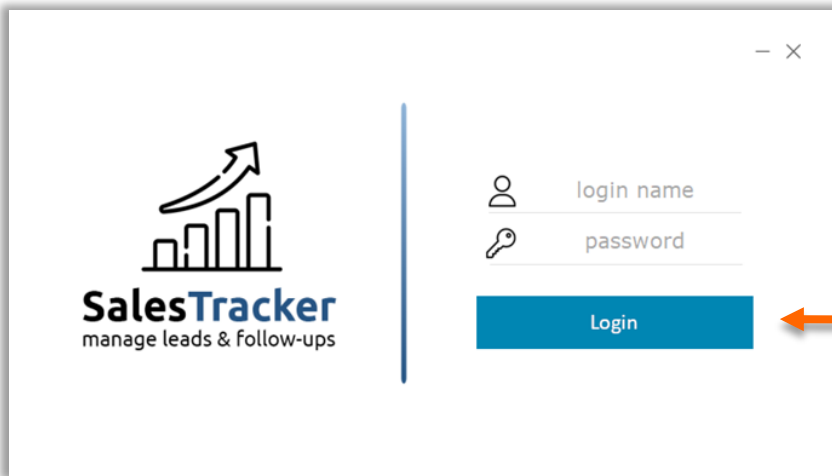 SalesTracker
manage leads & follow-ups
login name
password
Login